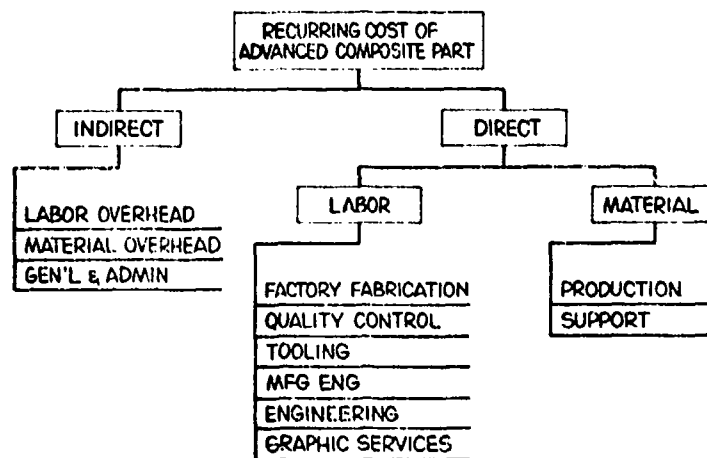 RECURRING COST OF
ADVANCED COMPOSITE PART
INDIRECT
DIRECT
LABOR OVERHEAD
MATERIAL OVERHEAD
GEN'L & ADMIN
LABOR
MATERIAL
FACTORY FABRICATION
QUALITY CONTROL
TOOLING
MFG ENG
ENGINEERING
GRAPHIC SERVICES
PRODUCTION
SUPPORT